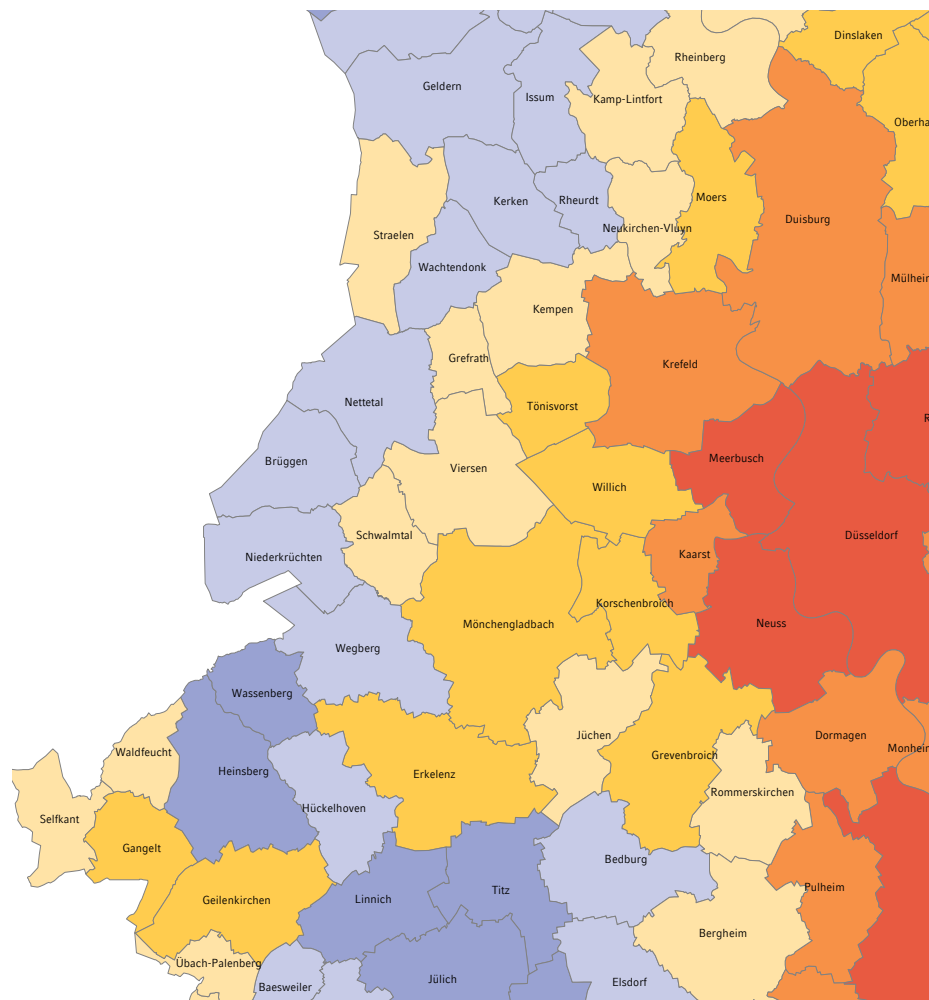 Dinslaken
Rheinberg
Geldern
Issum
Kamp-Lintfort
Oberha
Moers
Kerken
Rheurdt
Duisburg
Neukirchen-Vluyn
Straelen
Wachtendonk
Mülheim
Kempen
Grefrath
Krefeld
Nettetal
Tönisvorst
R
Meerbusch
Brüggen
Viersen
Willich
Schwalmtal
Düsseldorf
Niederkrüchten
Kaarst
Korschenbroich
Mönchengladbach
Neuss
Wegberg
Wassenberg
Jüchen
Dormagen
Waldfeucht
Monheim
Grevenbroich
Heinsberg
Erkelenz
Rommerskirchen
Hückelhoven
Selfkant
Gangelt
Bedburg
Pulheim
Titz
Linnich
Geilenkirchen
Bergheim
Übach-Palenberg
Jülich
Elsdorf
Baesweiler